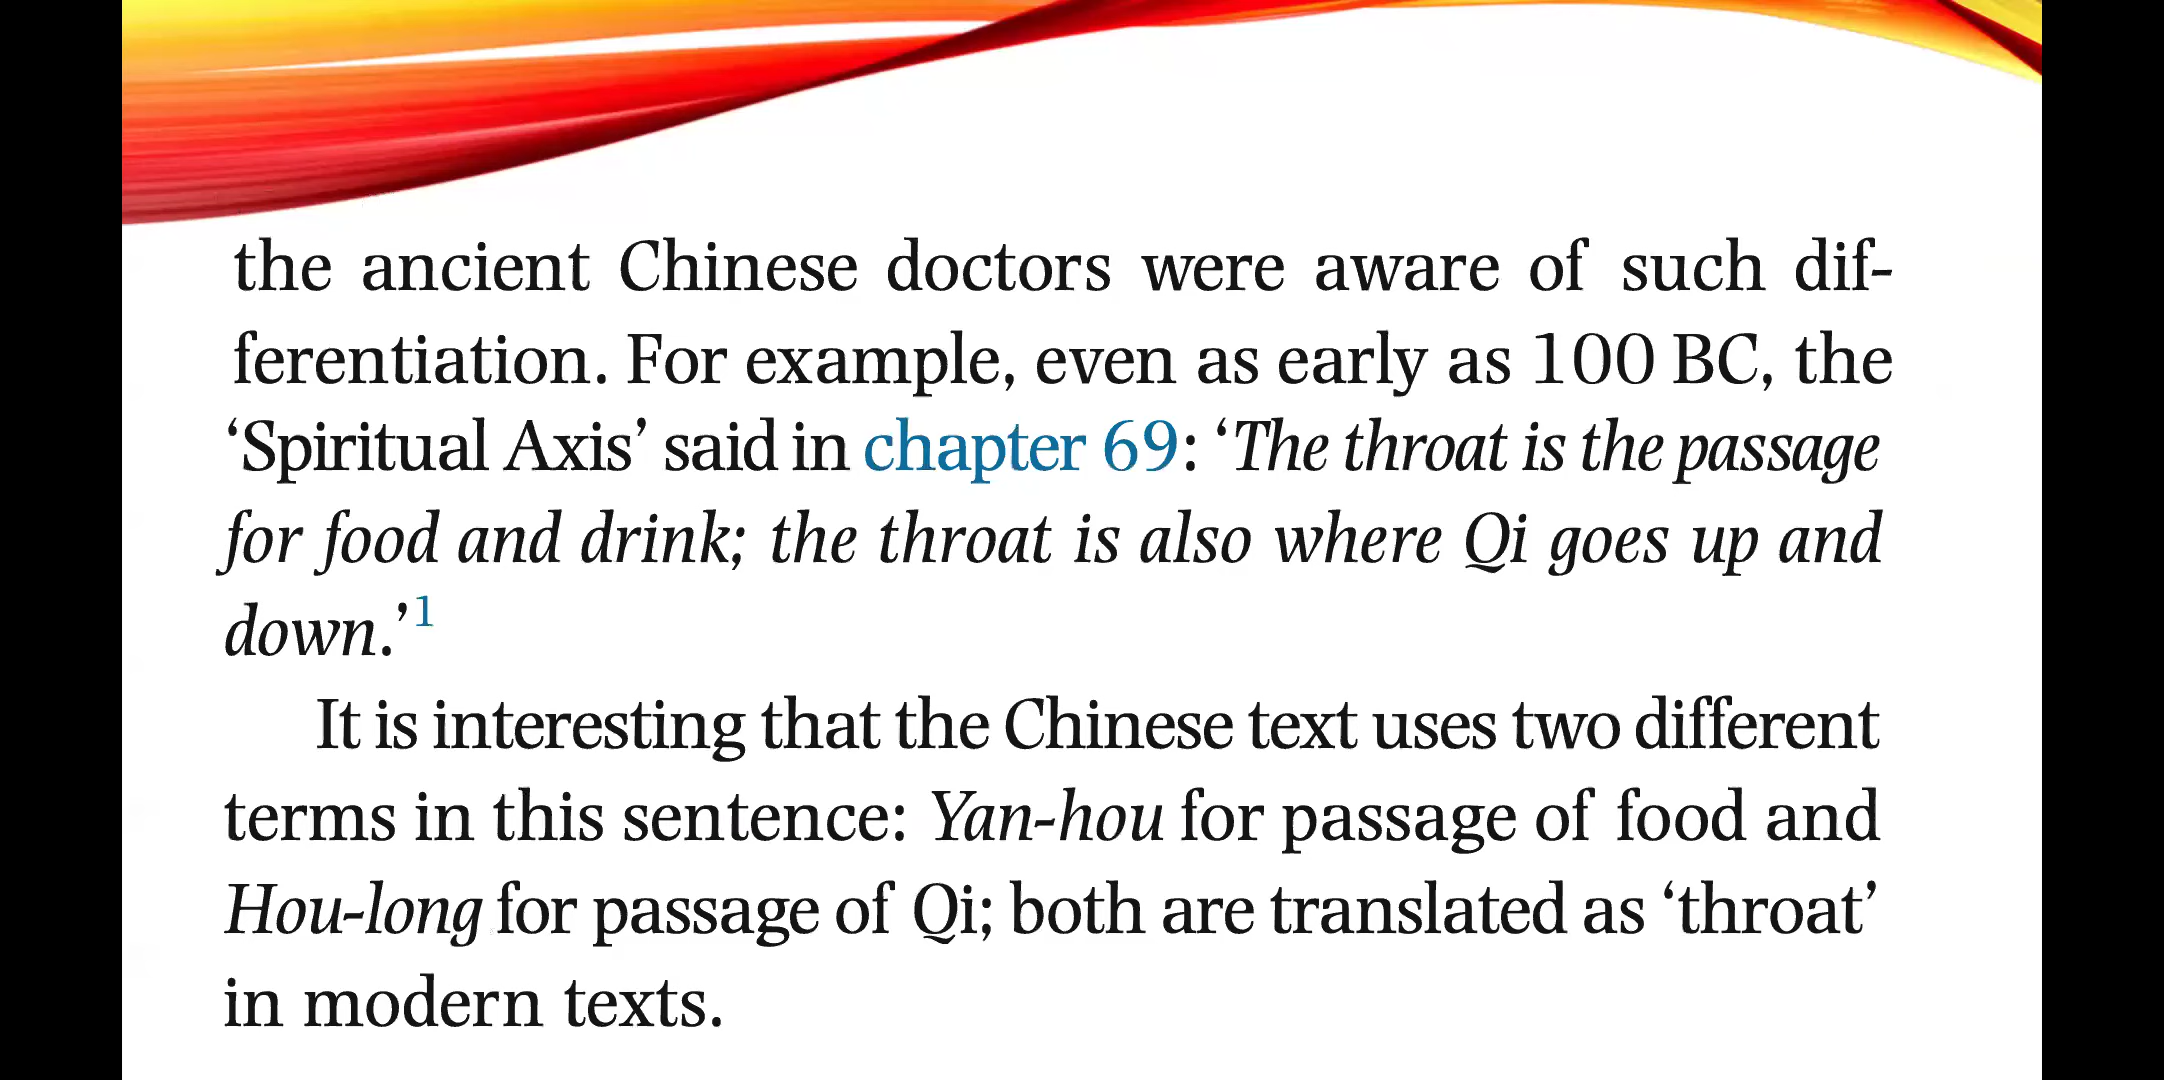 the ancient Chinese doctors were aware of such dif-
ferentiation. For example, even as early as 100 BC, the
‘Spiritual Axis’ said in chapter 69: ‘The throat is the passage
for food and drink; the throat is also where Qi goes up and
down.’1
It is interesting that the Chinese text uses two different
terms in this sentence: Yan-hou for passage of food and
Hou-long for passage of Qi; both are translated as ‘throat’
in modern texts.